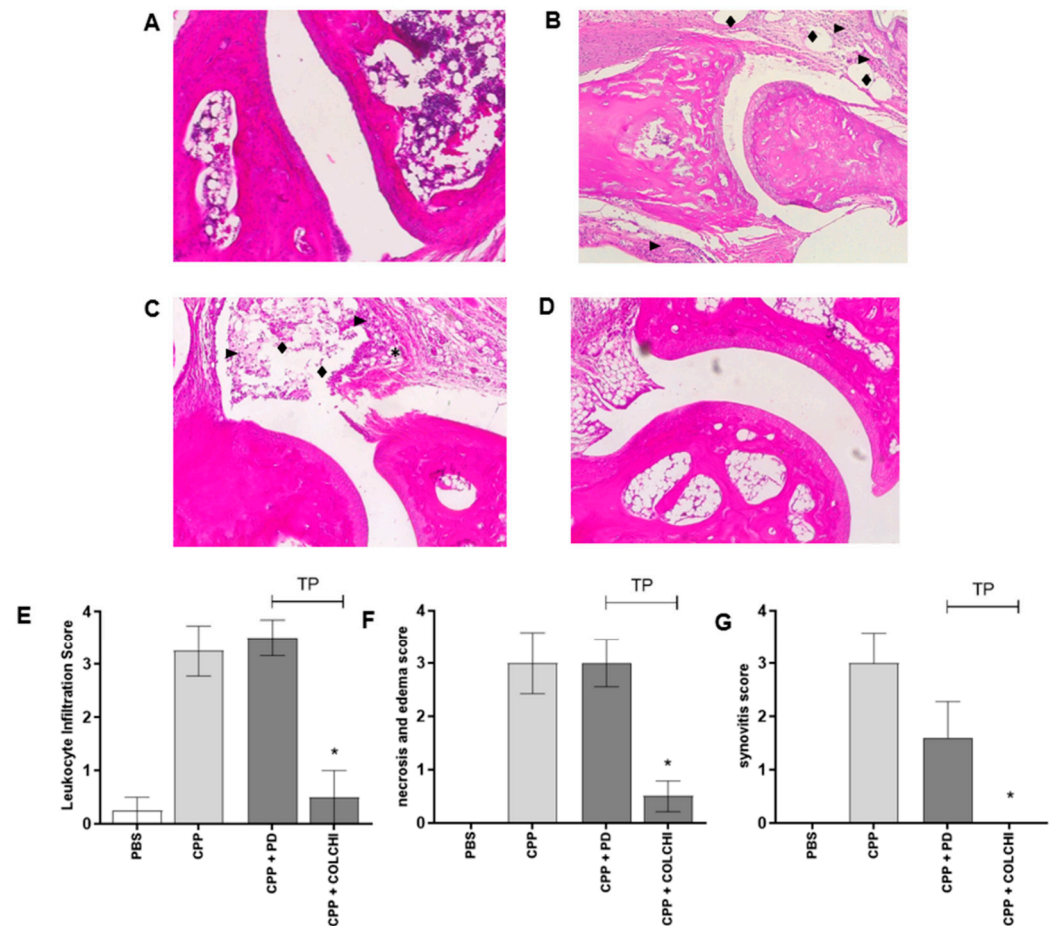 A
B
C
D
E
Leukocyte Infiltration Score
4
3
2
1
0
PBS
CPP
CPP + PD
CPP + COLCHI
TP
*
F
necrosis and edema score
4
3
2
1
0
PBS
CPP
CPP + PD
CPP + COLCHI
TP
*
G
synovitis score
4
3
2
1
0
PBS
CPP
CPP + PD
CPP + COLCHI
TP
*